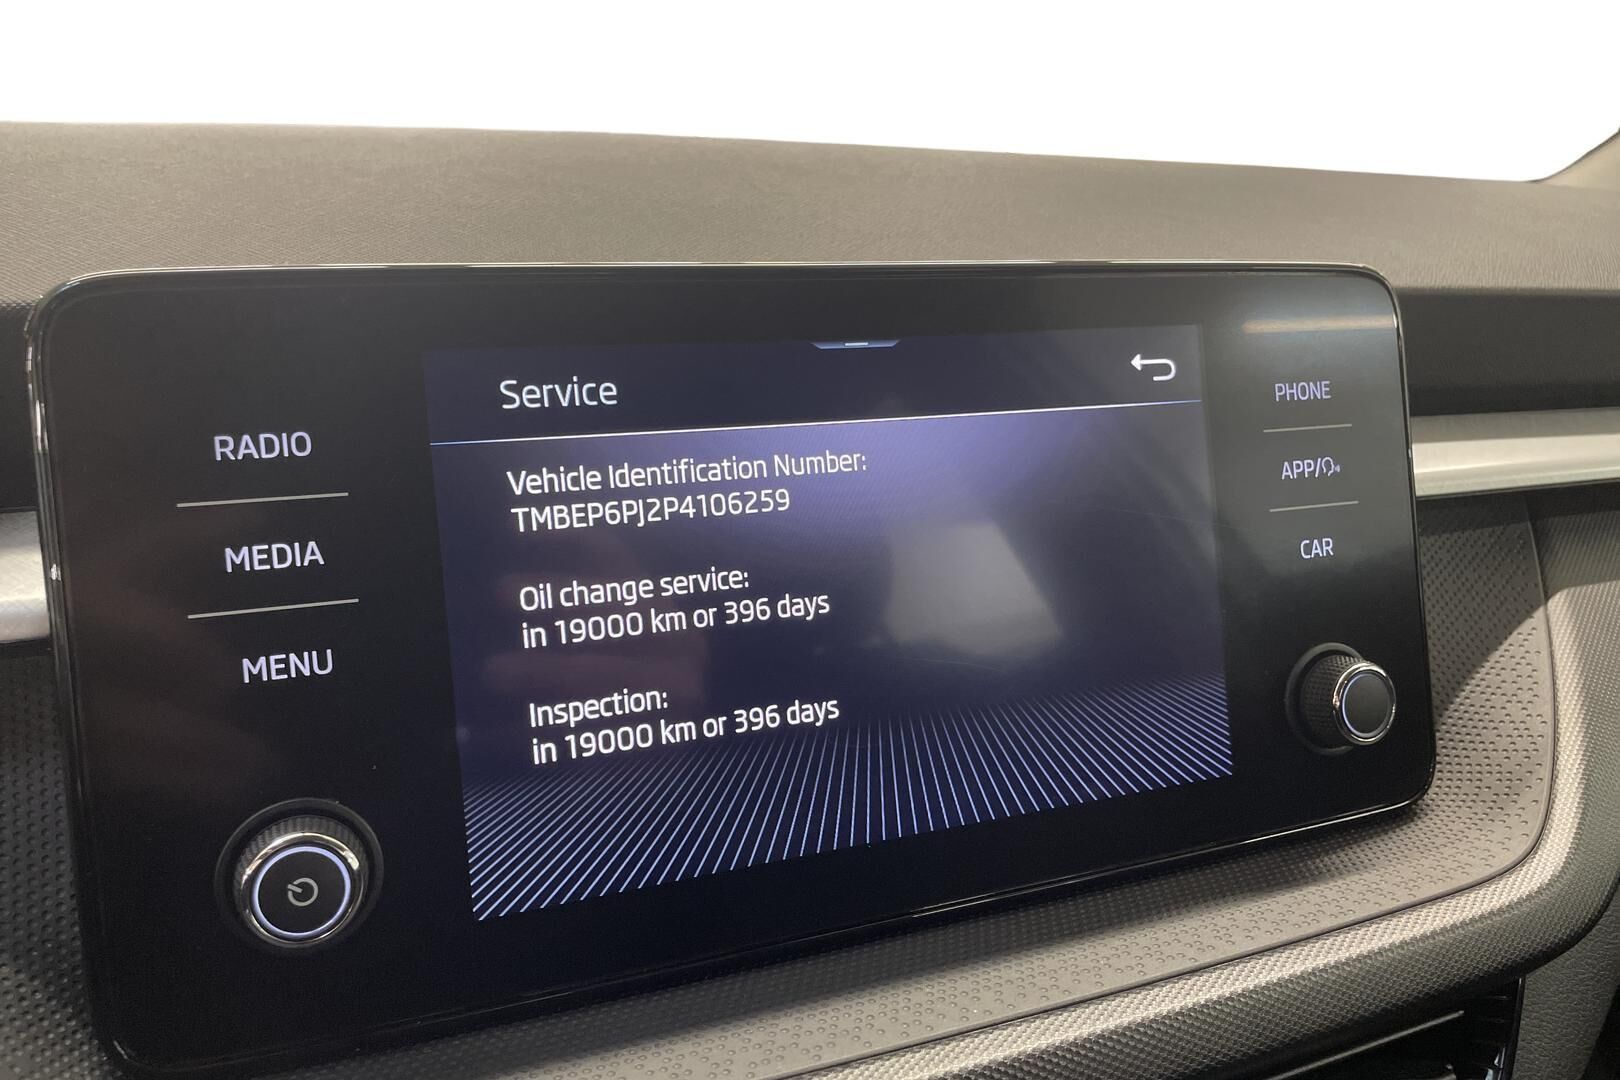 Service
Vehicle Identification Number:
TMBEP6PJ2P4106259
Oil change service:
in 19000 km or 396 days
Inspection:
in 19000 km or 396 days
RADIO
MEDIA
MENU
PHONE
APP/
CAR